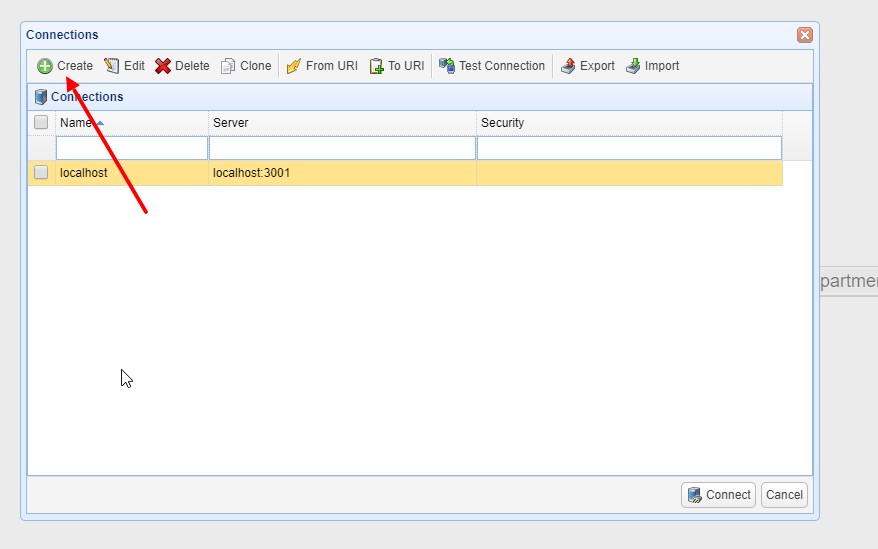 Connections
Create Edit Delete Clone From URI To URI Test Connection Export Import
Connections
Name Server Security
localhost localhost:3001
partmen
Connect Cancel